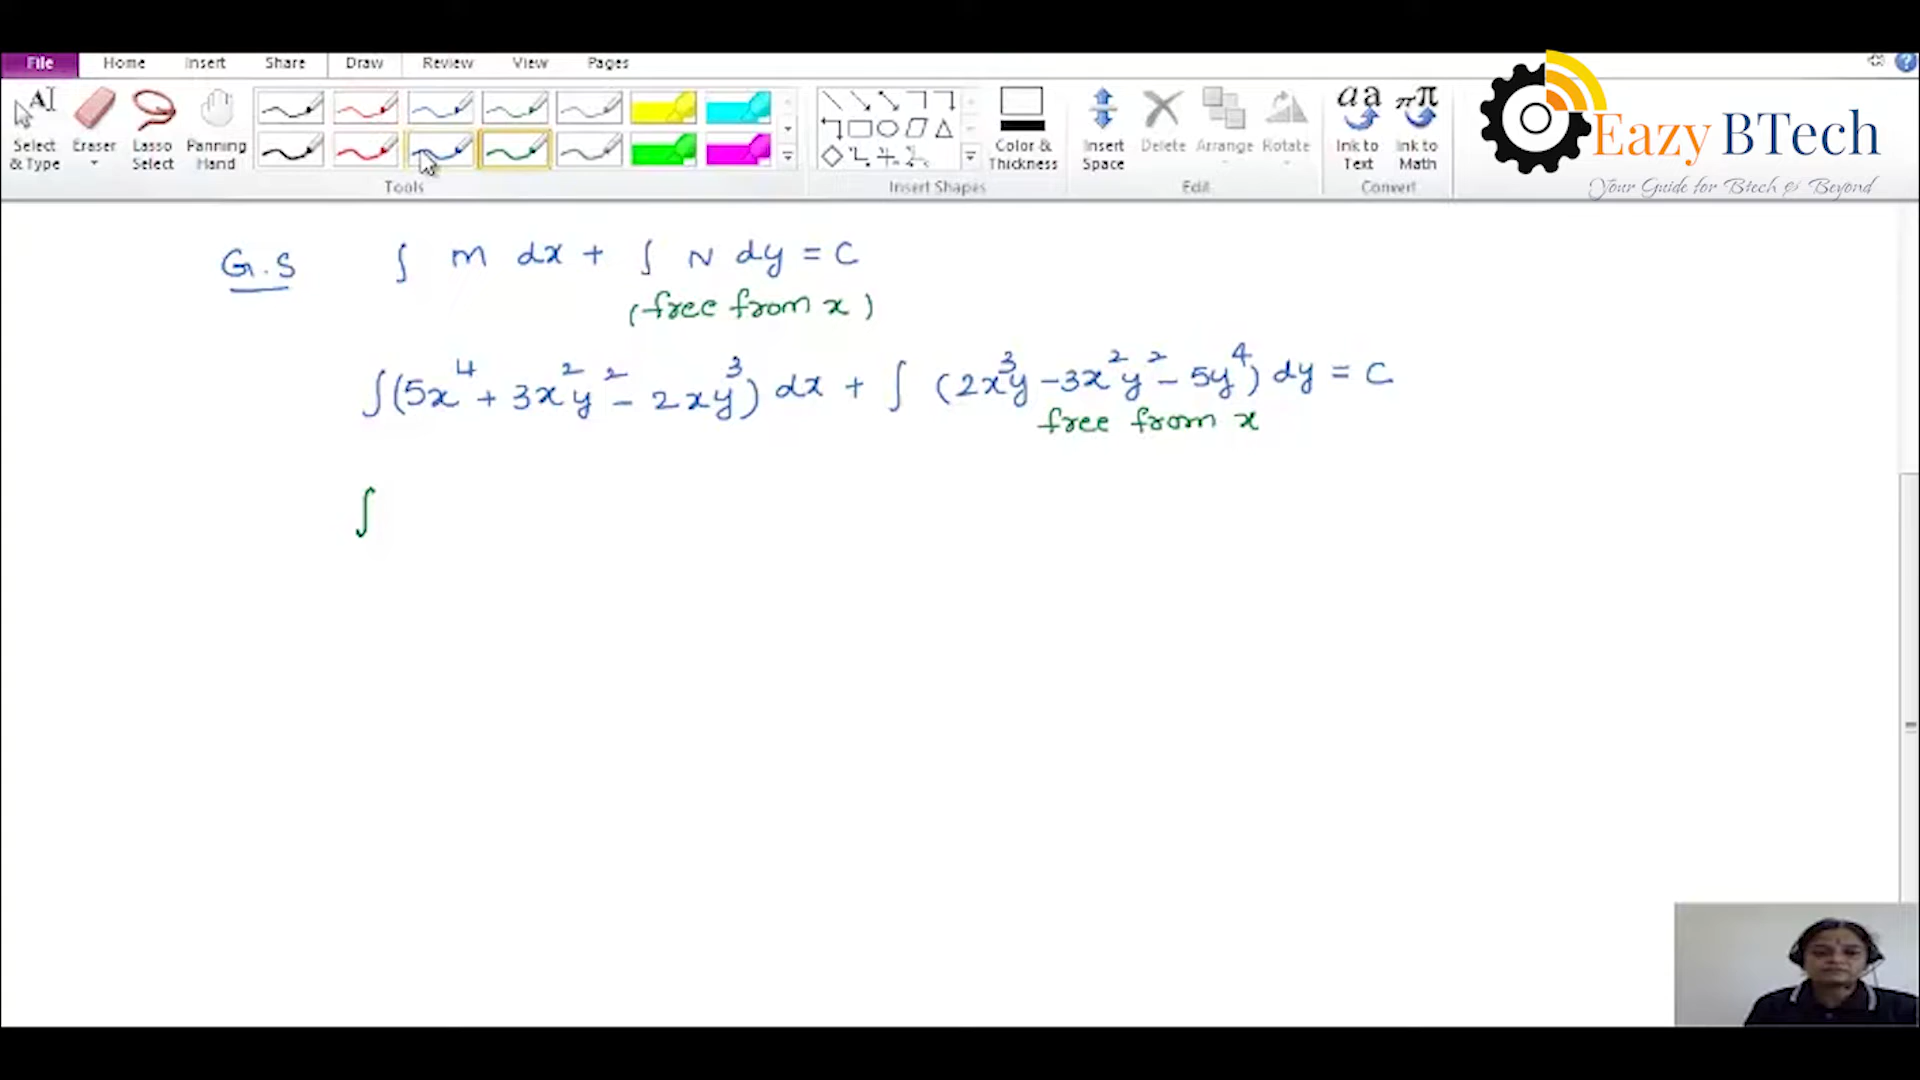 File Home Insert Share Draw Review View Pages
Select & Type Eraser Lasso Select Panning Hand Color & Thickness Insert Space Delete Arrange Rotate Ink to Text Ink to Math
Tools Insert Shapes Edit Convert
Eazy BTech
Your Guide for Btech & Beyond
G.S ∫ M dx + ∫ N dy = C
(free from x)
∫(5x⁴ + 3x²y² − 2xy³) dx + ∫ (2x³y − 3x²y² − 5y⁴) dy = C
free from x
∫